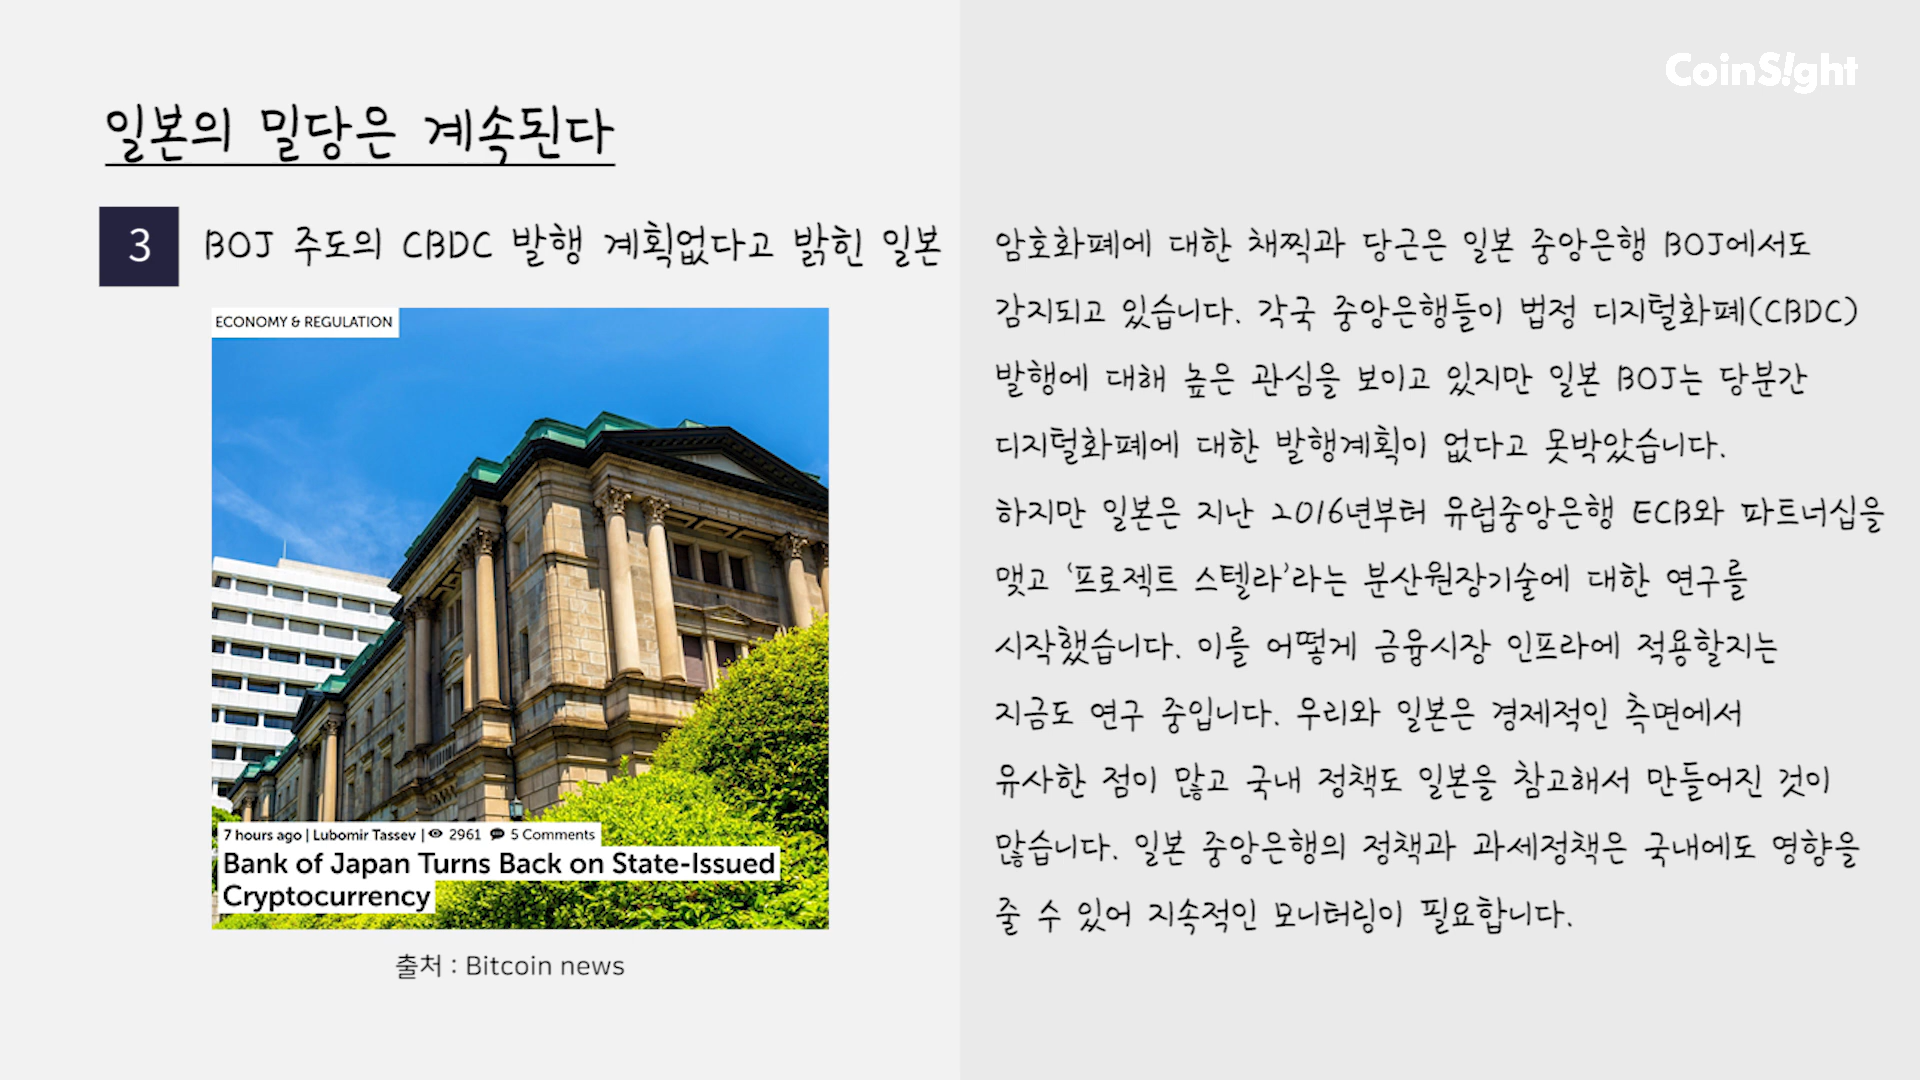 CoinS!ght
일본의 밀당은 계속된다
3
BOJ 주도의 CBDC 발행 계획없다고 밝힌 일본
ECONOMY & REGULATION
7 hours ago | Lubomir Tassev | 2961 5 Comments
Bank of Japan Turns Back on State-Issued
Cryptocurrency
출처 : Bitcoin news
암호화폐에 대한 채찍과 당근은 일본 중앙은행 BOJ에서도
감지되고 있습니다. 각국 중앙은행들이 법정 디지털화폐(CBDC)
발행에 대해 높은 관심을 보이고 있지만 일본 BOJ는 당분간
디지털화폐에 대한 발행계획이 없다고 못박았습니다.
하지만 일본은 지난 2016년부터 유럽중앙은행 ECB와 파트너십을
맺고 ‘프로젝트 스텔라’라는 분산원장기술에 대한 연구를
시작했습니다. 이를 어떻게 금융시장 인프라에 적용할지는
지금도 연구 중입니다. 우리와 일본은 경제적인 측면에서
유사한 점이 많고 국내 정책도 일본을 참고해서 만들어진 것이
많습니다. 일본 중앙은행의 정책과 과세정책은 국내에도 영향을
줄 수 있어 지속적인 모니터링이 필요합니다.